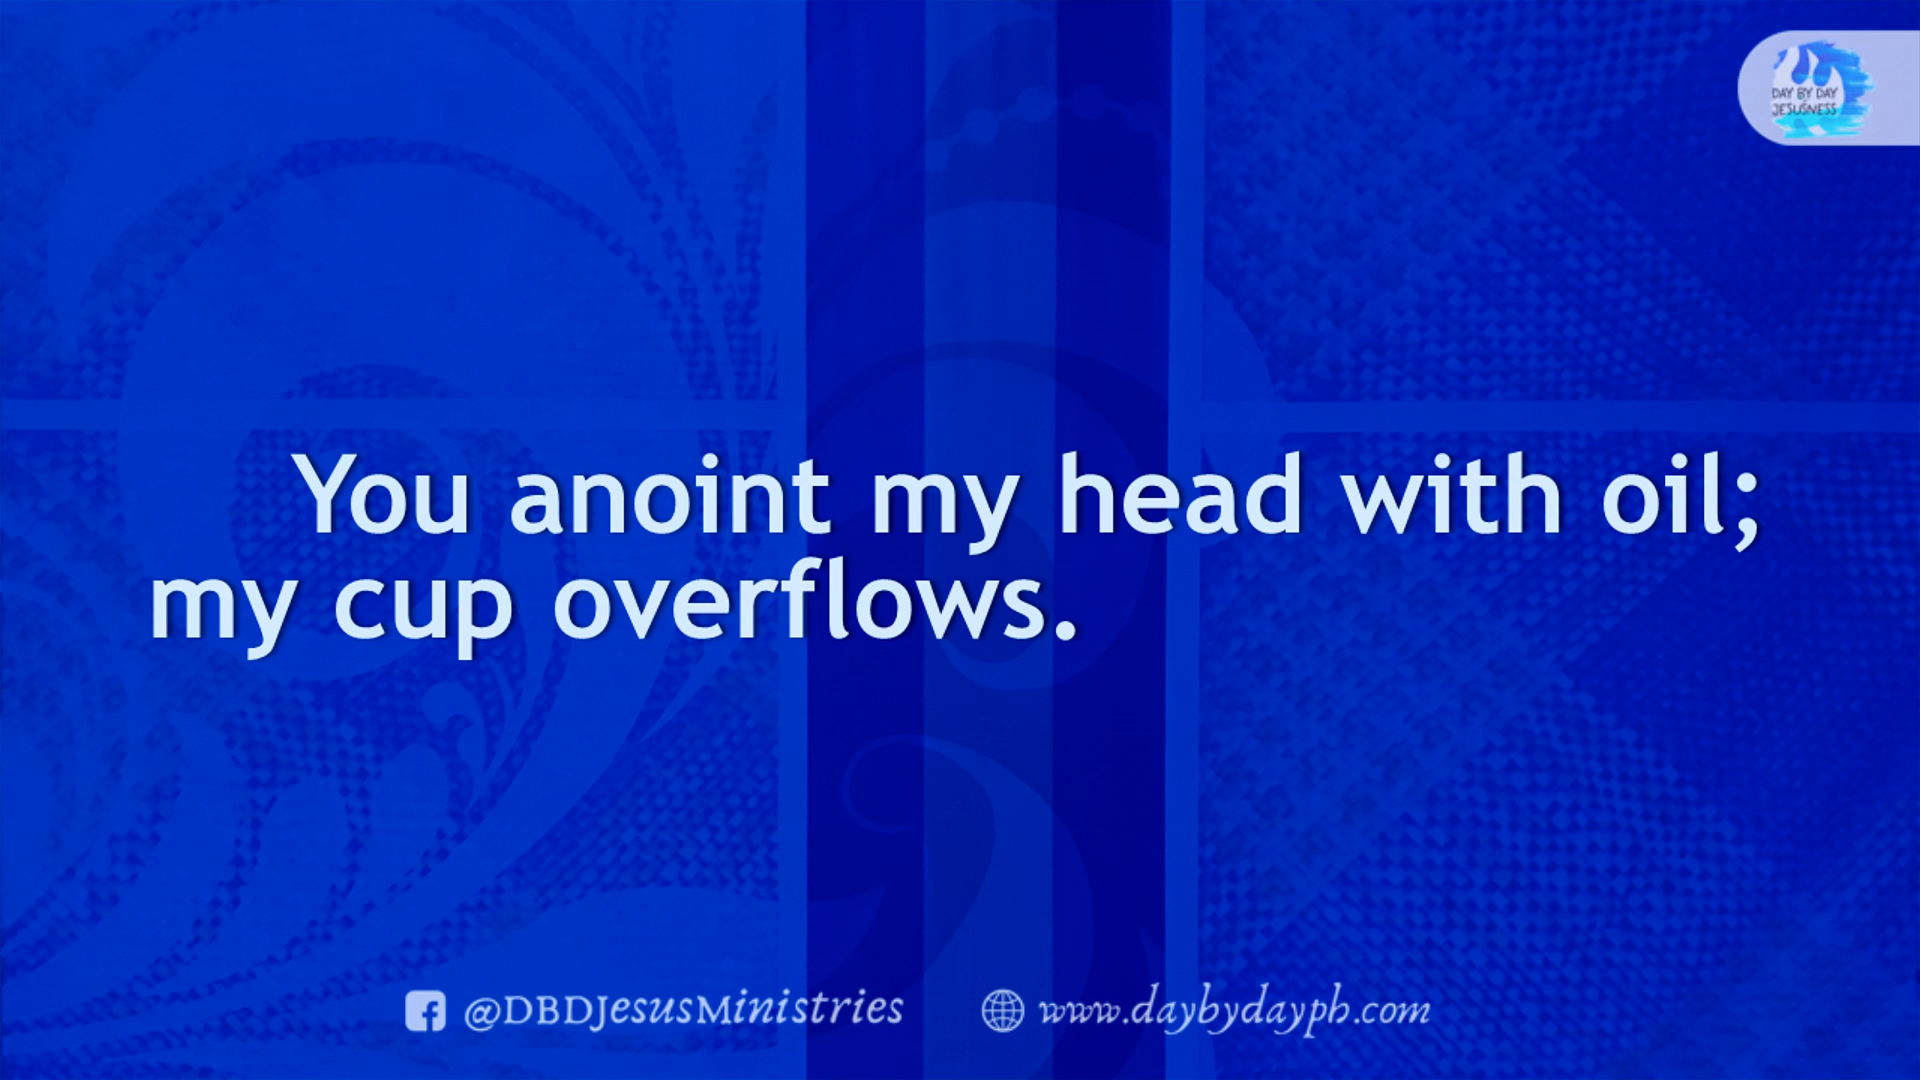 DAY BY DAY
JESUSNESS
You anoint my head with oil;
my cup overflows.
@DBDJesusMinistries www.daybydayph.com